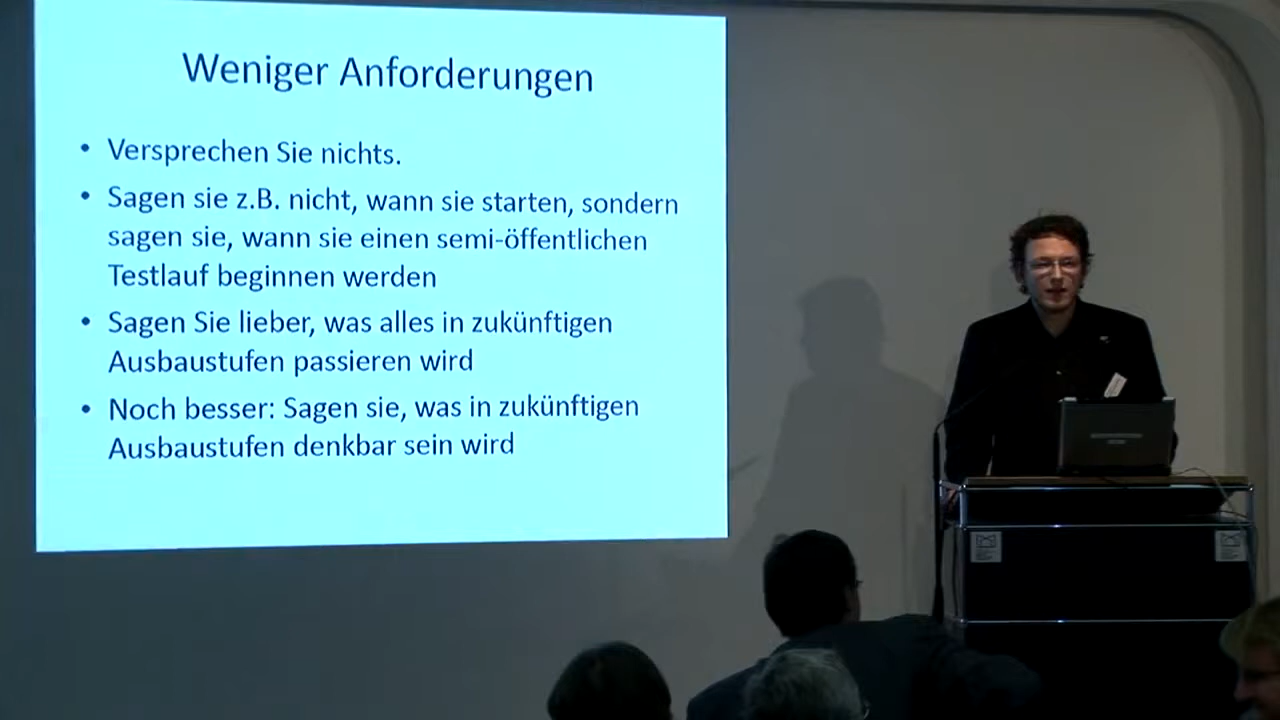 Weniger Anforderungen
• Versprechen Sie nichts.
• Sagen sie z.B. nicht, wann sie starten, sondern
sagen sie, wann sie einen semi-öffentlichen
Testlauf beginnen werden
• Sagen Sie lieber, was alles in zukünftigen
Ausbaustufen passieren wird
• Noch besser: Sagen sie, was in zukünftigen
Ausbaustufen denkbar sein wird